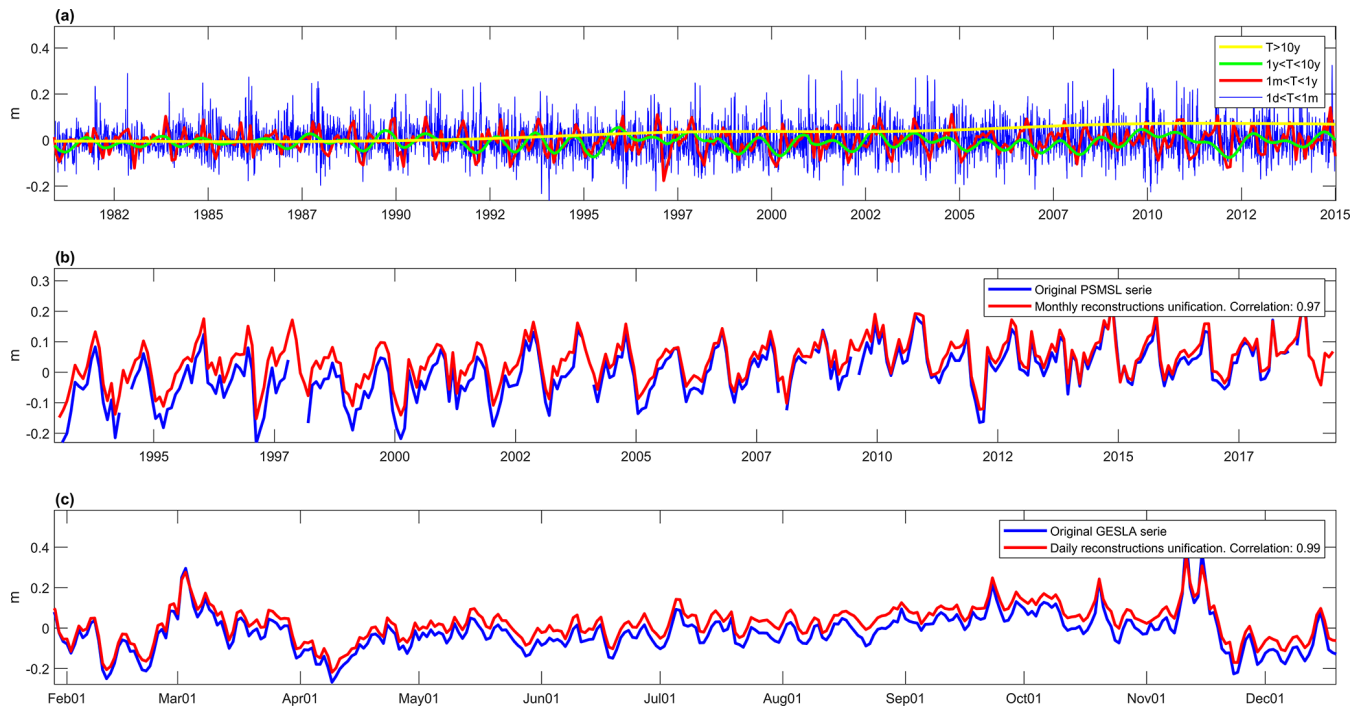 (a)
0.4
0.2
0
-0.2
m
T>10y
1y<T<10y
1m<T<1y
1d<T<1m
1982 1985 1987 1990 1992 1995 1997 2000 2002 2005 2007 2010 2012 2015
(b)
0.3
0.2
0.1
0
-0.1
-0.2
m
Original PSMSL serie
Monthly reconstructions unification. Correlation: 0.97
1995 1997 2000 2002 2005 2007 2010 2012 2015 2017
(c)
0.4
0.2
0
-0.2
m
Original GESLA serie
Daily reconstructions unification. Correlation: 0.99
Feb01 Mar01 Apr01 May01 Jun01 Jul01 Aug01 Sep01 Oct01 Nov01 Dec01